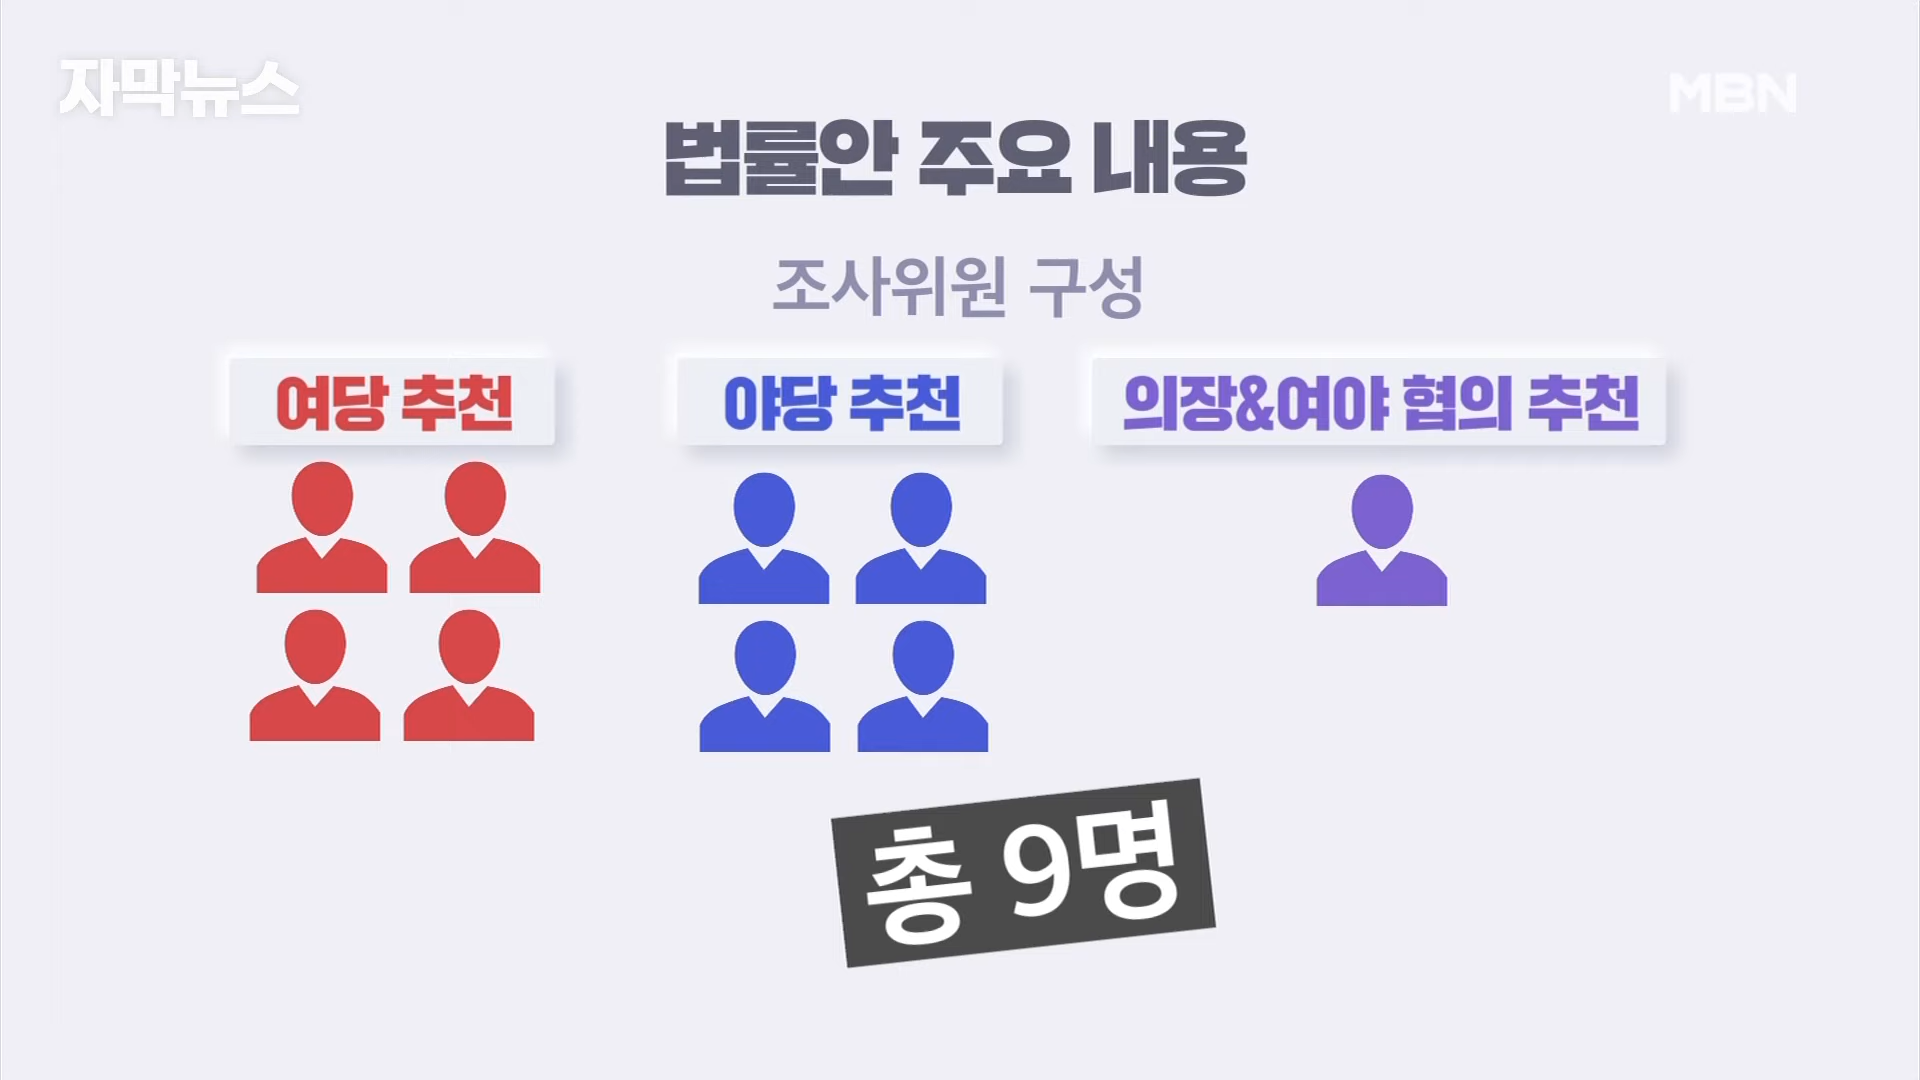 자막뉴스
MBN
법률안 주요 내용
조사위원 구성
여당 추천
야당 추천
의장&여야 협의 추천
총 9명